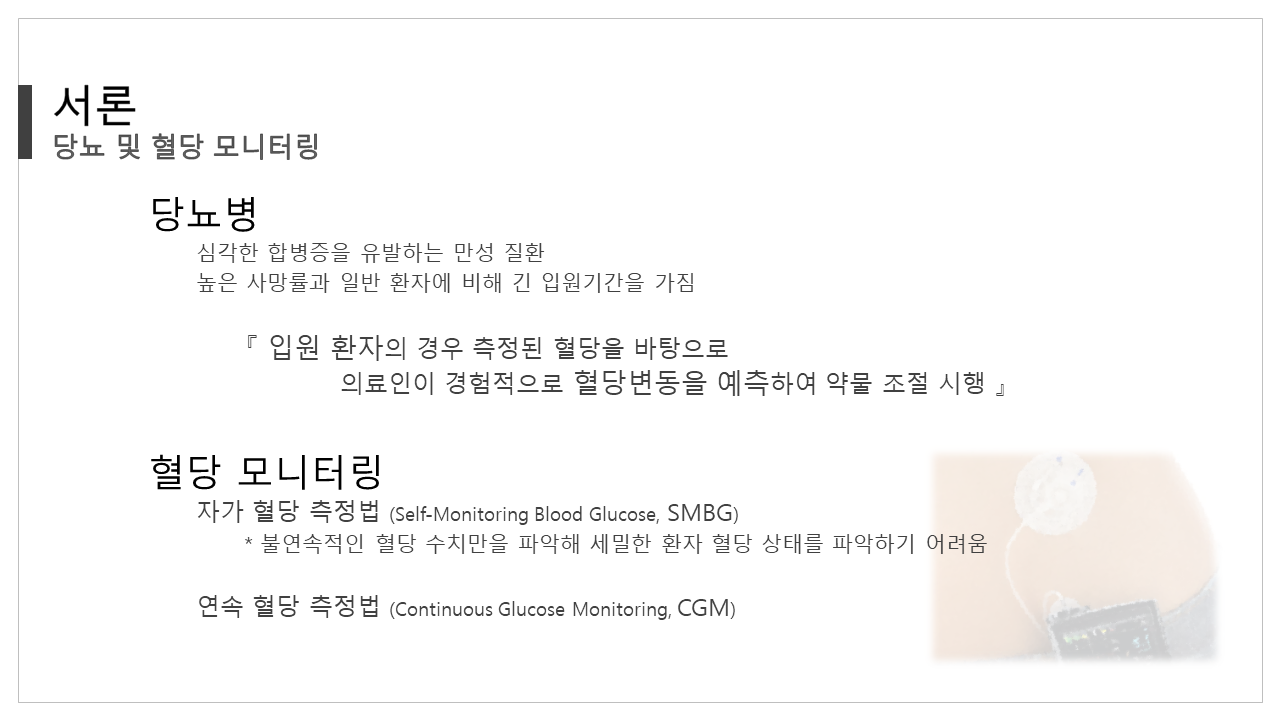 서론
당뇨 및 혈당 모니터링
당뇨병
심각한 합병증을 유발하는 만성 질환
높은 사망률과 일반 환자에 비해 긴 입원기간을 가짐
『 입원 환자의 경우 측정된 혈당을 바탕으로
의료인이 경험적으로 혈당변동을 예측하여 약물 조절 시행 』
혈당 모니터링
자가 혈당 측정법 (Self-Monitoring Blood Glucose, SMBG)
* 불연속적인 혈당 수치만을 파악해 세밀한 환자 혈당 상태를 파악하기 어려움
연속 혈당 측정법 (Continuous Glucose Monitoring, CGM)